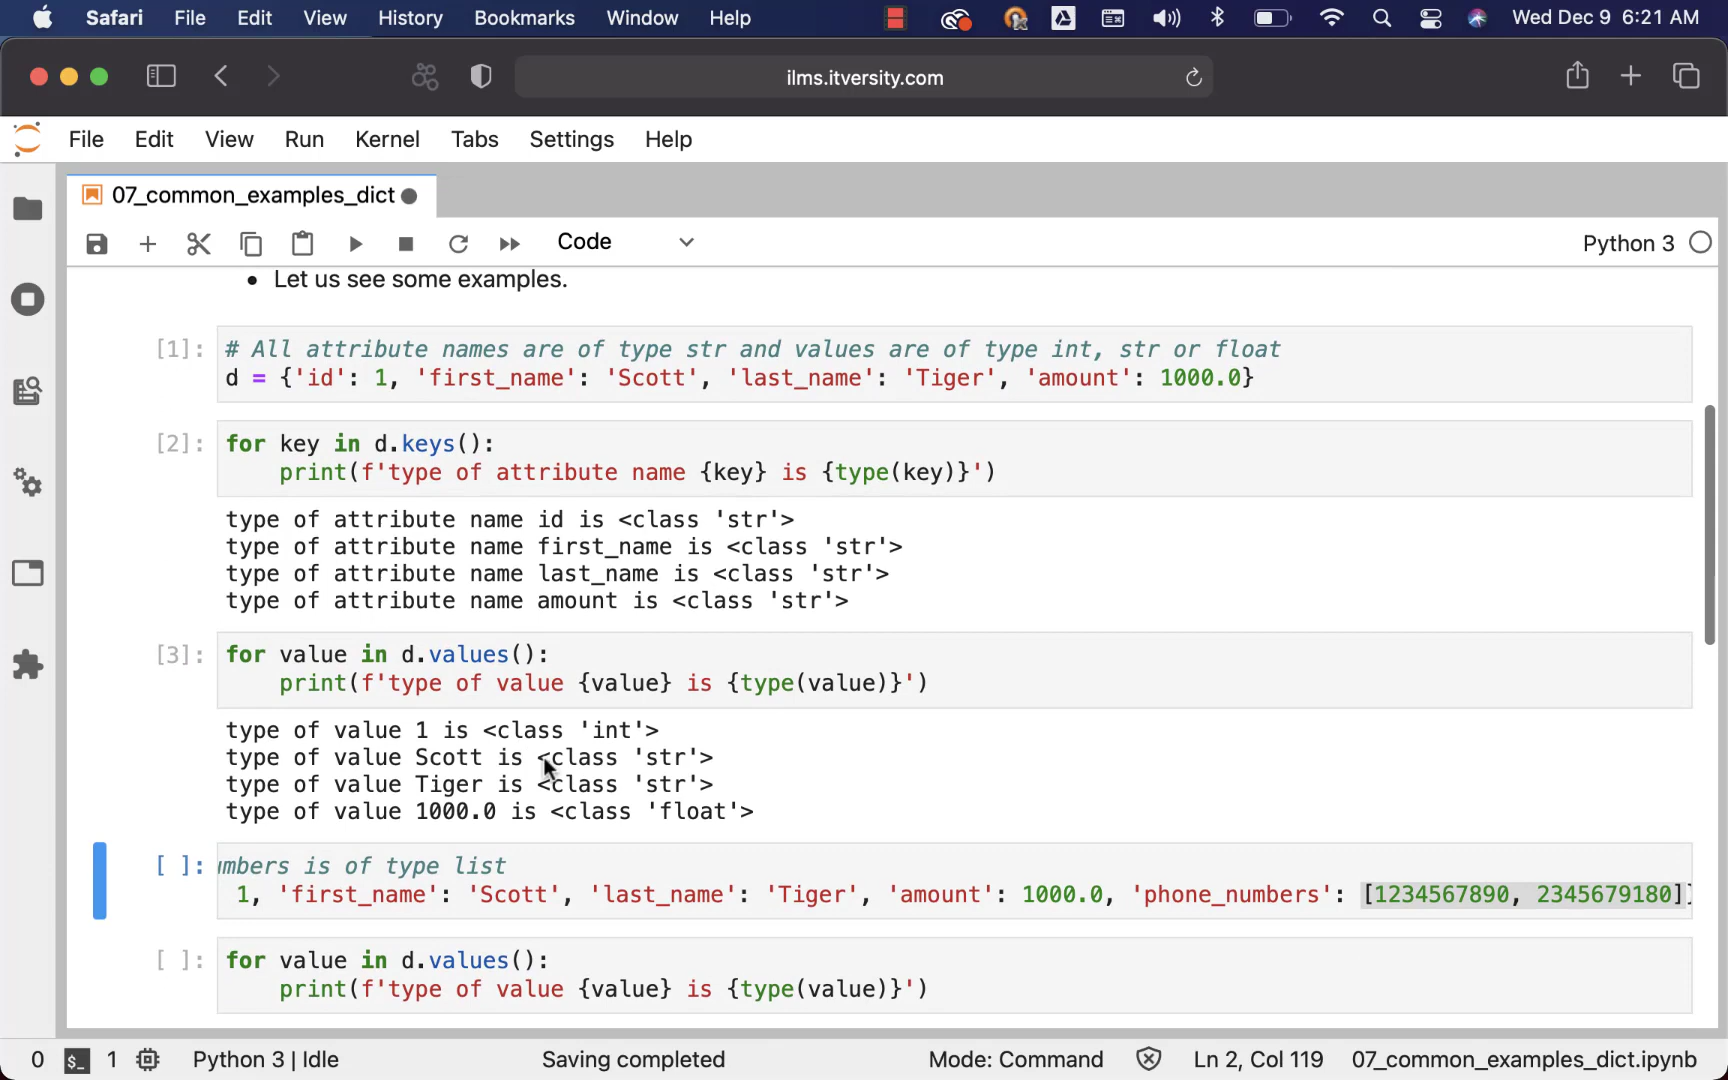 Safari File Edit View History Bookmarks Window Help Wed Dec 9 6:21 AM
ilms.itversity.com
File Edit View Run Kernel Tabs Settings Help
07_common_examples_dict
Code Python 3
• Let us see some examples.
[1]: # All attribute names are of type str and values are of type int, str or float
d = {'id': 1, 'first_name': 'Scott', 'last_name': 'Tiger', 'amount': 1000.0}
[2]: for key in d.keys():
print(f'type of attribute name {key} is {type(key)}')
type of attribute name id is <class 'str'>
type of attribute name first_name is <class 'str'>
type of attribute name last_name is <class 'str'>
type of attribute name amount is <class 'str'>
[3]: for value in d.values():
print(f'type of value {value} is {type(value)}')
type of value 1 is <class 'int'>
type of value Scott is <class 'str'>
type of value Tiger is <class 'str'>
type of value 1000.0 is <class 'float'>
[ ]: umbers is of type list
1, 'first_name': 'Scott', 'last_name': 'Tiger', 'amount': 1000.0, 'phone_numbers': [1234567890, 2345679180]}
[ ]: for value in d.values():
print(f'type of value {value} is {type(value)}')
0 $_ 1 Python 3 | Idle Saving completed Mode: Command Ln 2, Col 119 07_common_examples_dict.ipynb